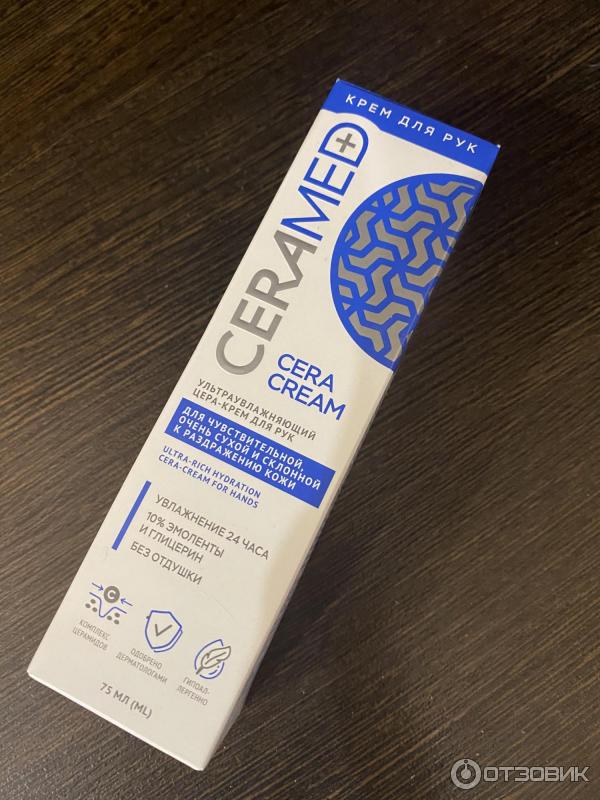 КРЕМ ДЛЯ РУК
CERAMED+
CERA
CREAM
УЛЬТРАУВЛАЖНЯЮЩИЙ
ЦЕРА-КРЕМ ДЛЯ РУК
ДЛЯ ЧУВСТВИТЕЛЬНОЙ,
ОЧЕНЬ СУХОЙ И СКЛОННОЙ
К РАЗДРАЖЕНИЮ КОЖИ
ULTRA-RICH HYDRATION
CERA-CREAM FOR HANDS
УВЛАЖНЕНИЕ 24 ЧАСА
10% ЭМОЛЕНТЫ
И ГЛИЦЕРИН
БЕЗ ОТДУШКИ
C
КОМПЛЕКС
ЦЕРАМИДОВ
ОДОБРЕНО
ДЕРМАТОЛОГАМИ
ГИПОАЛ-
ЛЕРГЕННО
75 МЛ (ML)
ОТЗОВИК